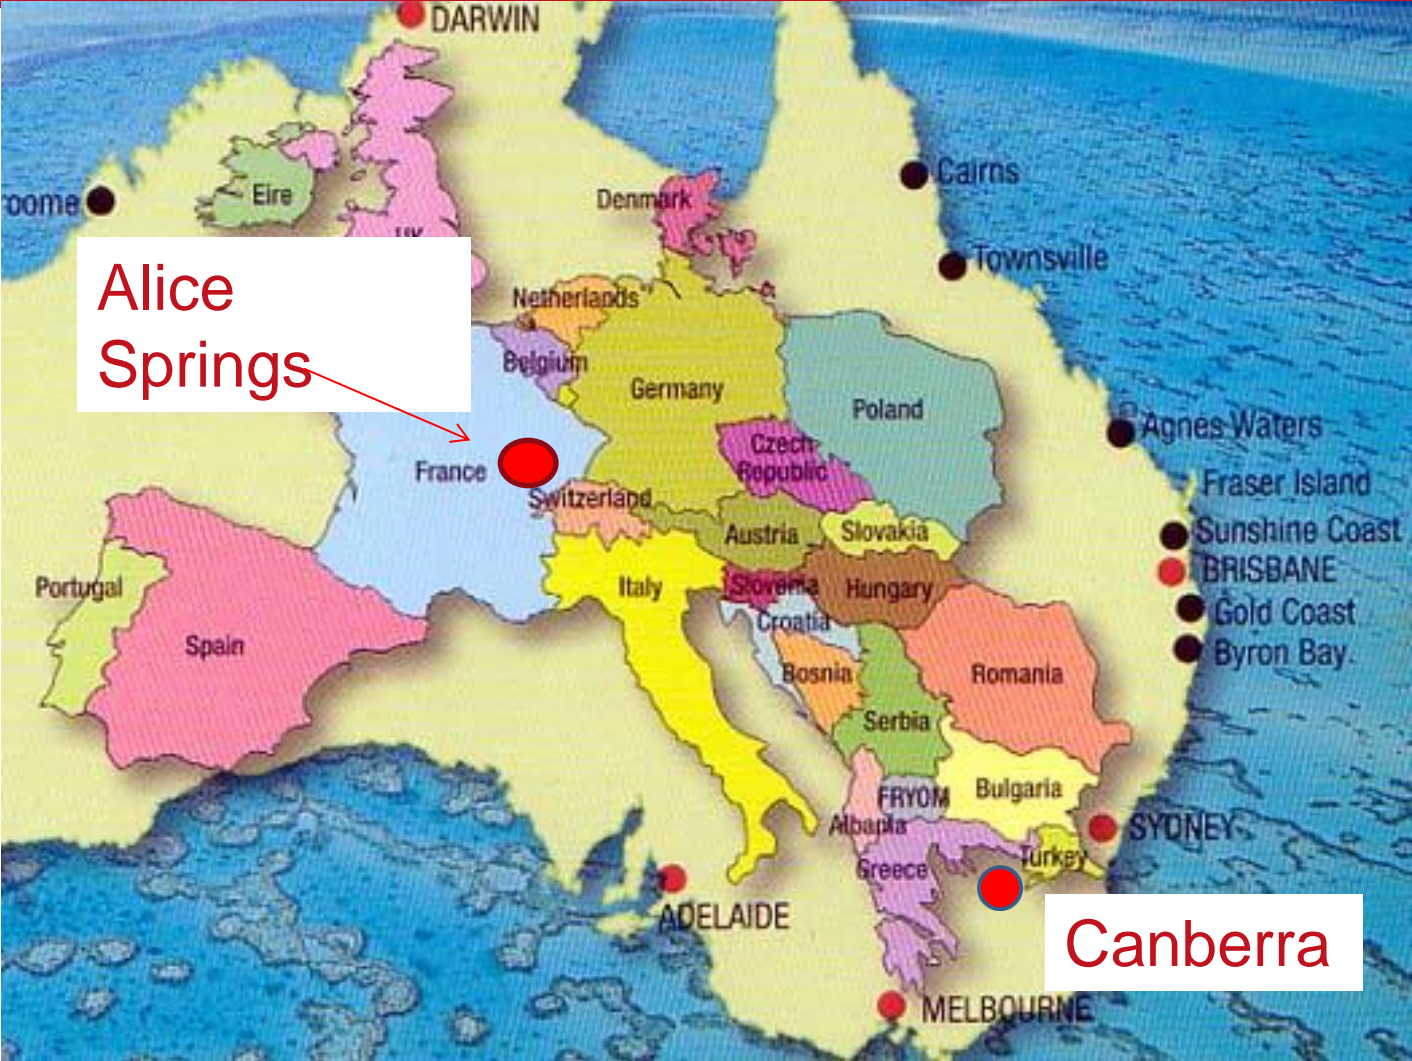 DARWIN
Cairns
Eire
Denmark
oome
UK
Townsville
Alice
Springs
Netherlands
Belgium
Germany
Poland
Agnes Waters
Czech
Republic
France
Fraser Island
Switzerland
Austria
Slovakia
Sunshine Coast
BRISBANE
Portugal
Italy
Slovenia
Hungary
Gold Coast
Croatia
Spain
Byron Bay.
Bosnia
Romania
Serbia
Bulgaria
FRYOM
Albania
SYDNEY
Turkey
Greece
ADELAIDE
Canberra
MELBOURNE